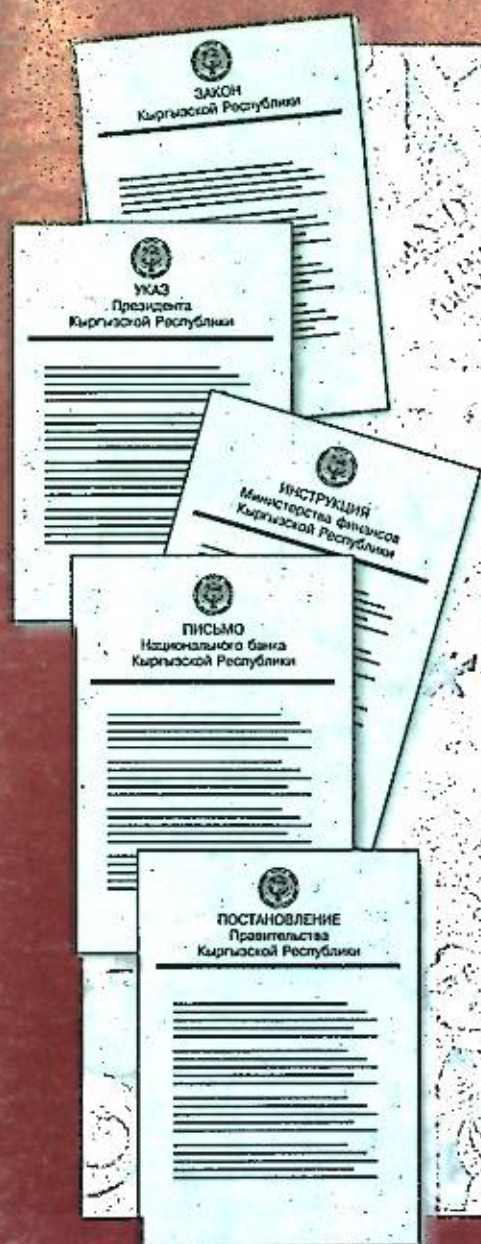 ЗАКОН
Кыргызской Республики
УКАЗ
Президента
Кыргызской Республики
ИНСТРУКЦИЯ
Министерства финансов
Кыргызской Республики
ПИСЬМО
Национального банка
Кыргызской Республики
ПОСТАНОВЛЕНИЕ
Правительства
Кыргызской Республики